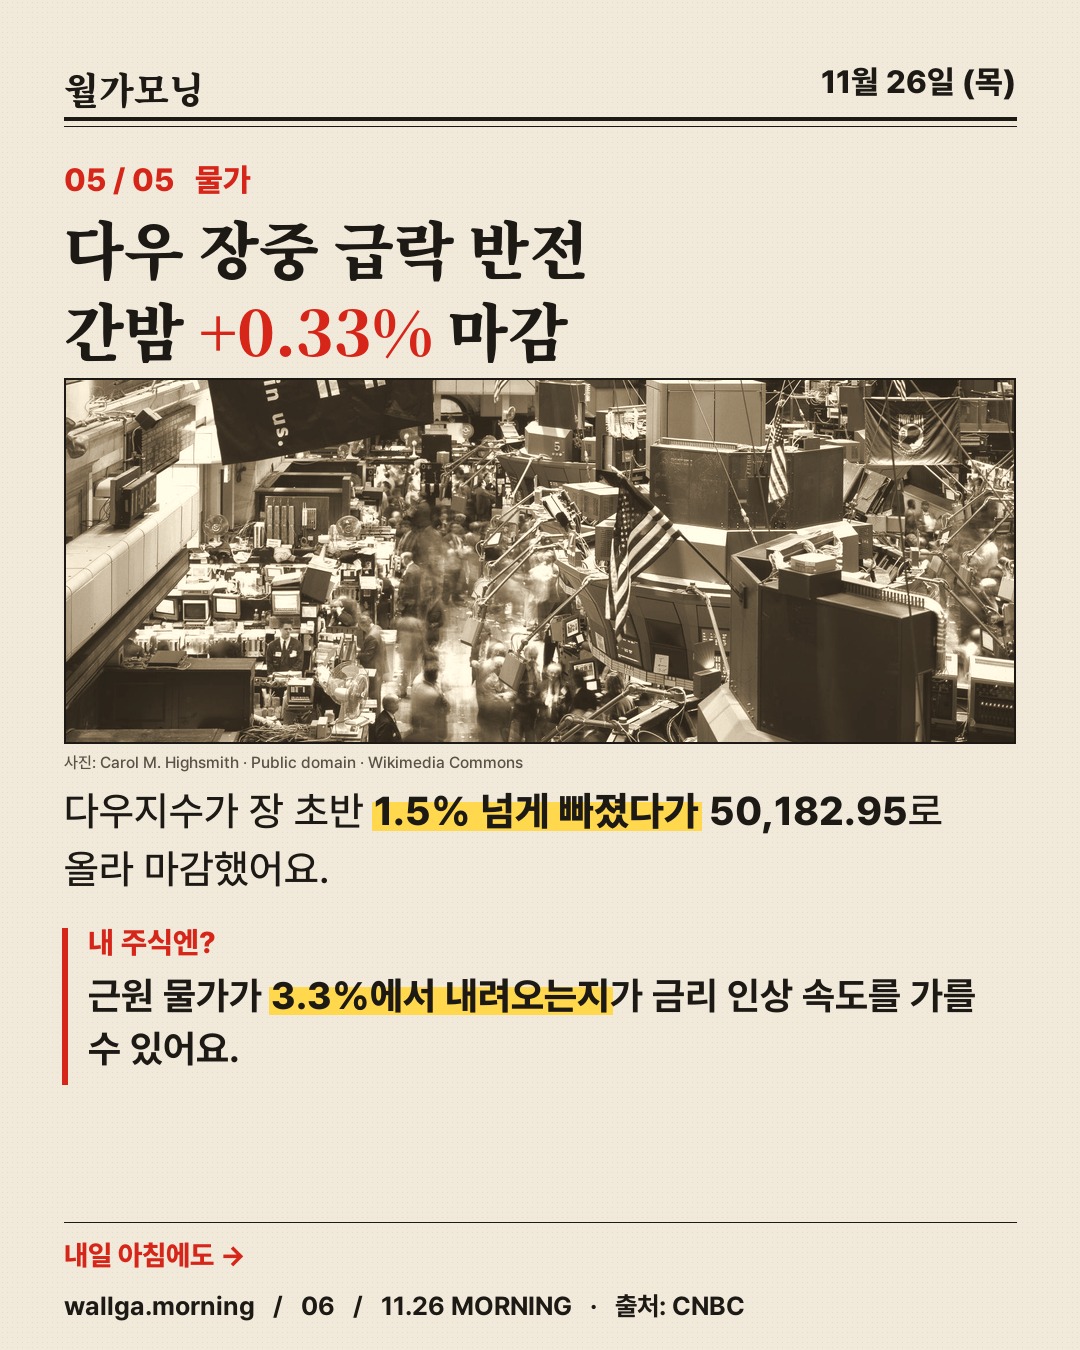 월가모닝
11월 26일 (목)
05 / 05 물가
다우 장중 급락 반전
간밤 +0.33% 마감
in us.
사진: Carol M. Highsmith · Public domain · Wikimedia Commons
다우지수가 장 초반 1.5% 넘게 빠졌다가 50,182.95로
올라 마감했어요.
내 주식엔?
근원 물가가 3.3%에서 내려오는지가 금리 인상 속도를 가를
수 있어요.
내일 아침에도 →
wallga.morning / 06 / 11.26 MORNING · 출처: CNBC